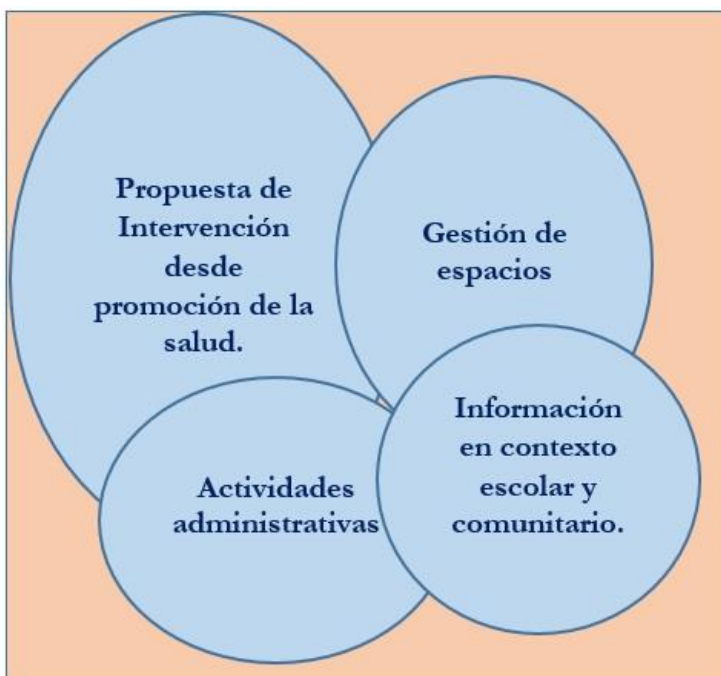 Propuesta de
Intervención
desde
promoción de la
salud.
Gestión de
espacios
Actividades
administrativas
Información
en contexto
escolar y
comunitario.